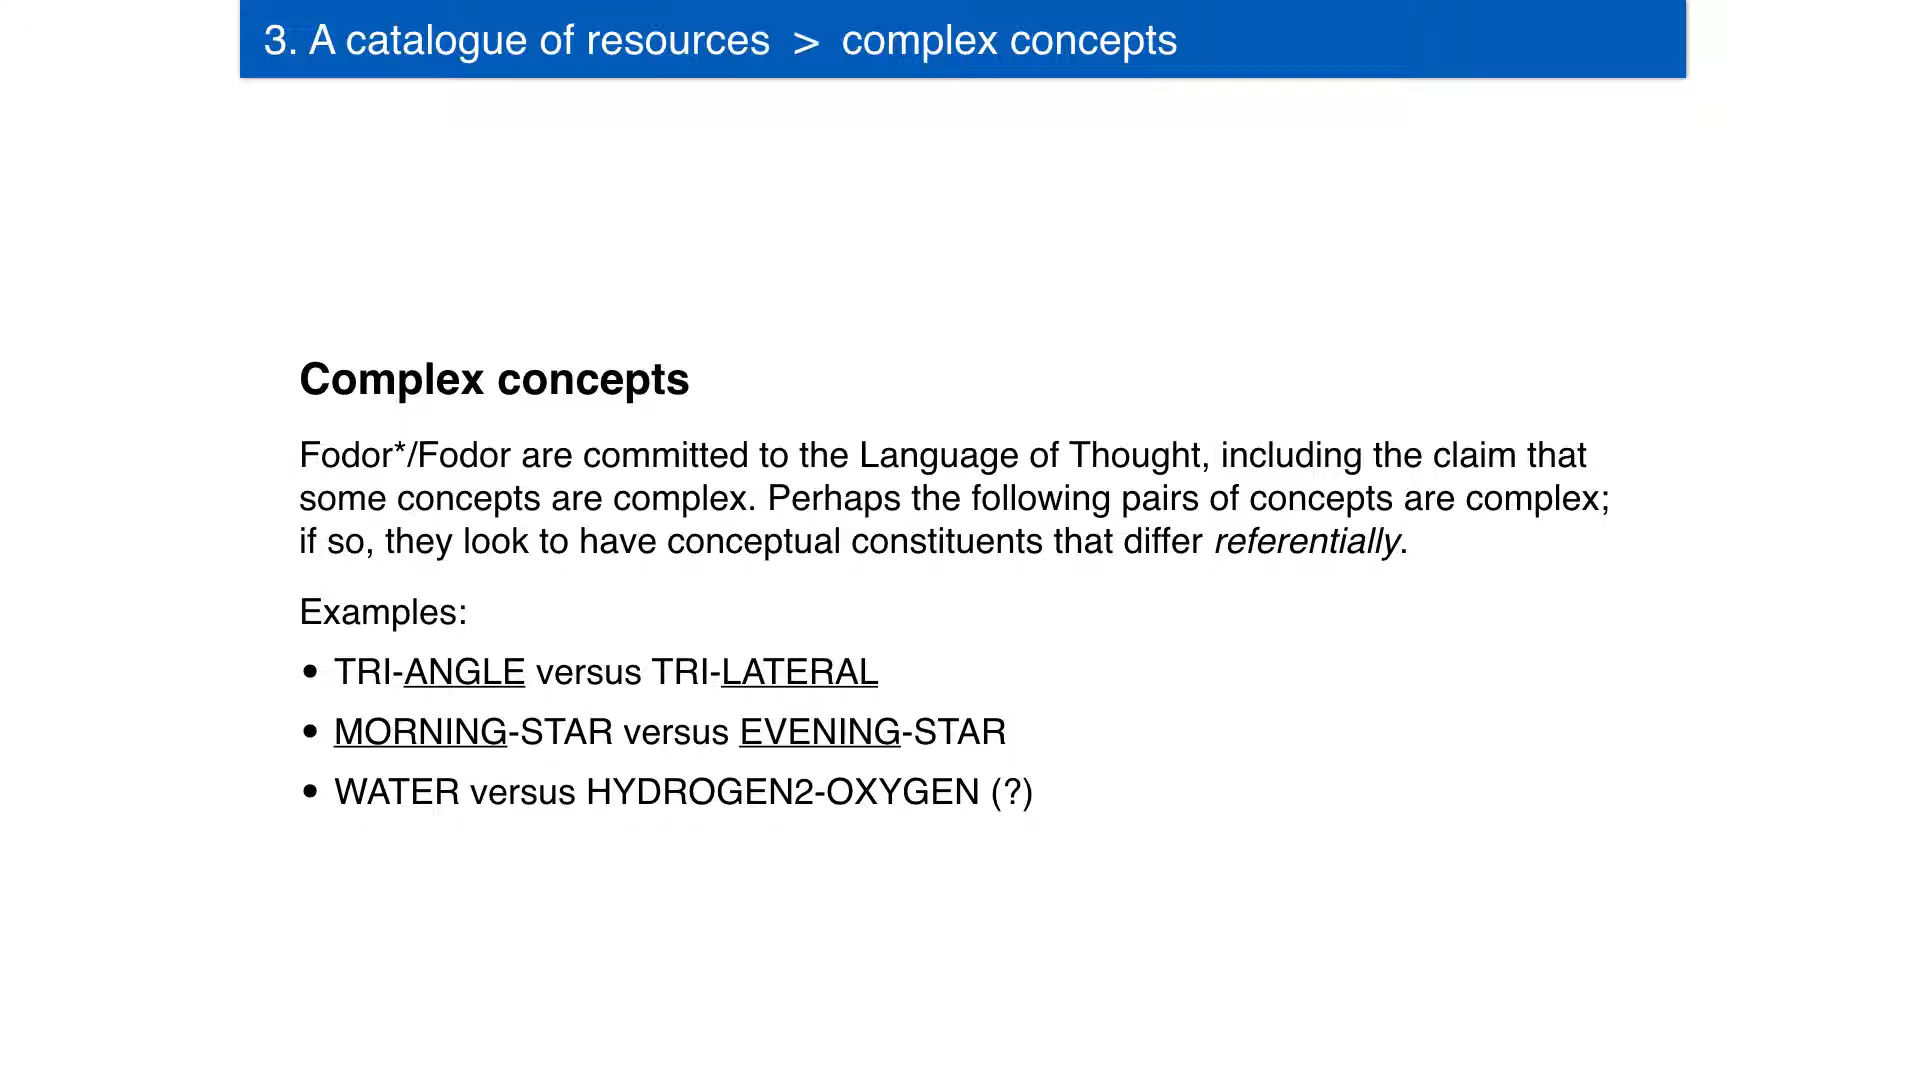 3. A catalogue of resources > complex concepts
Complex concepts
Fodor*/Fodor are committed to the Language of Thought, including the claim that
some concepts are complex. Perhaps the following pairs of concepts are complex;
if so, they look to have conceptual constituents that differ referentially.
Examples:
• TRI-ANGLE versus TRI-LATERAL
• MORNING-STAR versus EVENING-STAR
• WATER versus HYDROGEN2-OXYGEN (?)